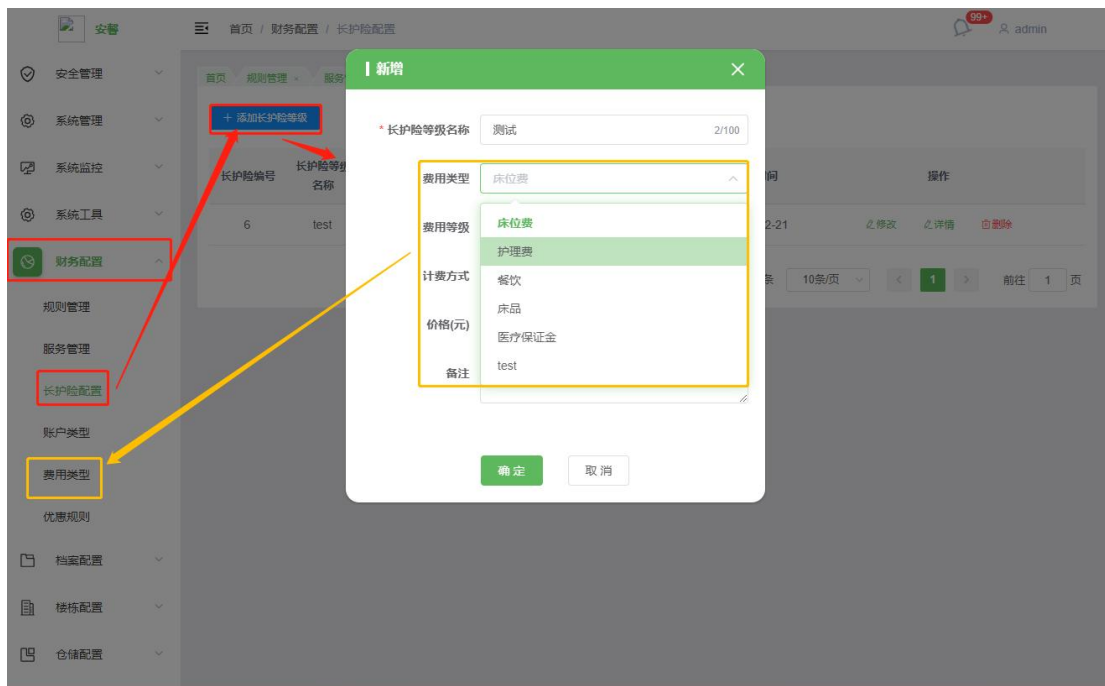 安馨
首页 / 财务配置 / 长护险配置
99+
admin
安全管理
系统管理
系统监控
系统工具
财务配置
规则管理
服务管理
长护险配置
账户类型
费用类型
优惠规则
档案配置
楼栋配置
仓储配置
首页
规则管理
服务
+ 添加长护险等级
长护险编号
长护险等级
名称
间
操作
6
test
2-21
修改
详情
删除
条
10条/页
1
前往 1 页
新增
* 长护险等级名称
测试
2/100
费用类型
床位费
费用等级
计费方式
价格(元)
备注
床位费
护理费
餐饮
床品
医疗保证金
test
确定
取消